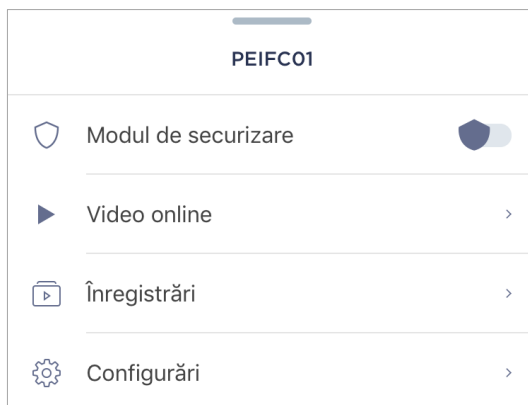 PEIFC01
Modul de securizare
Video online
Înregistrări
Configurări